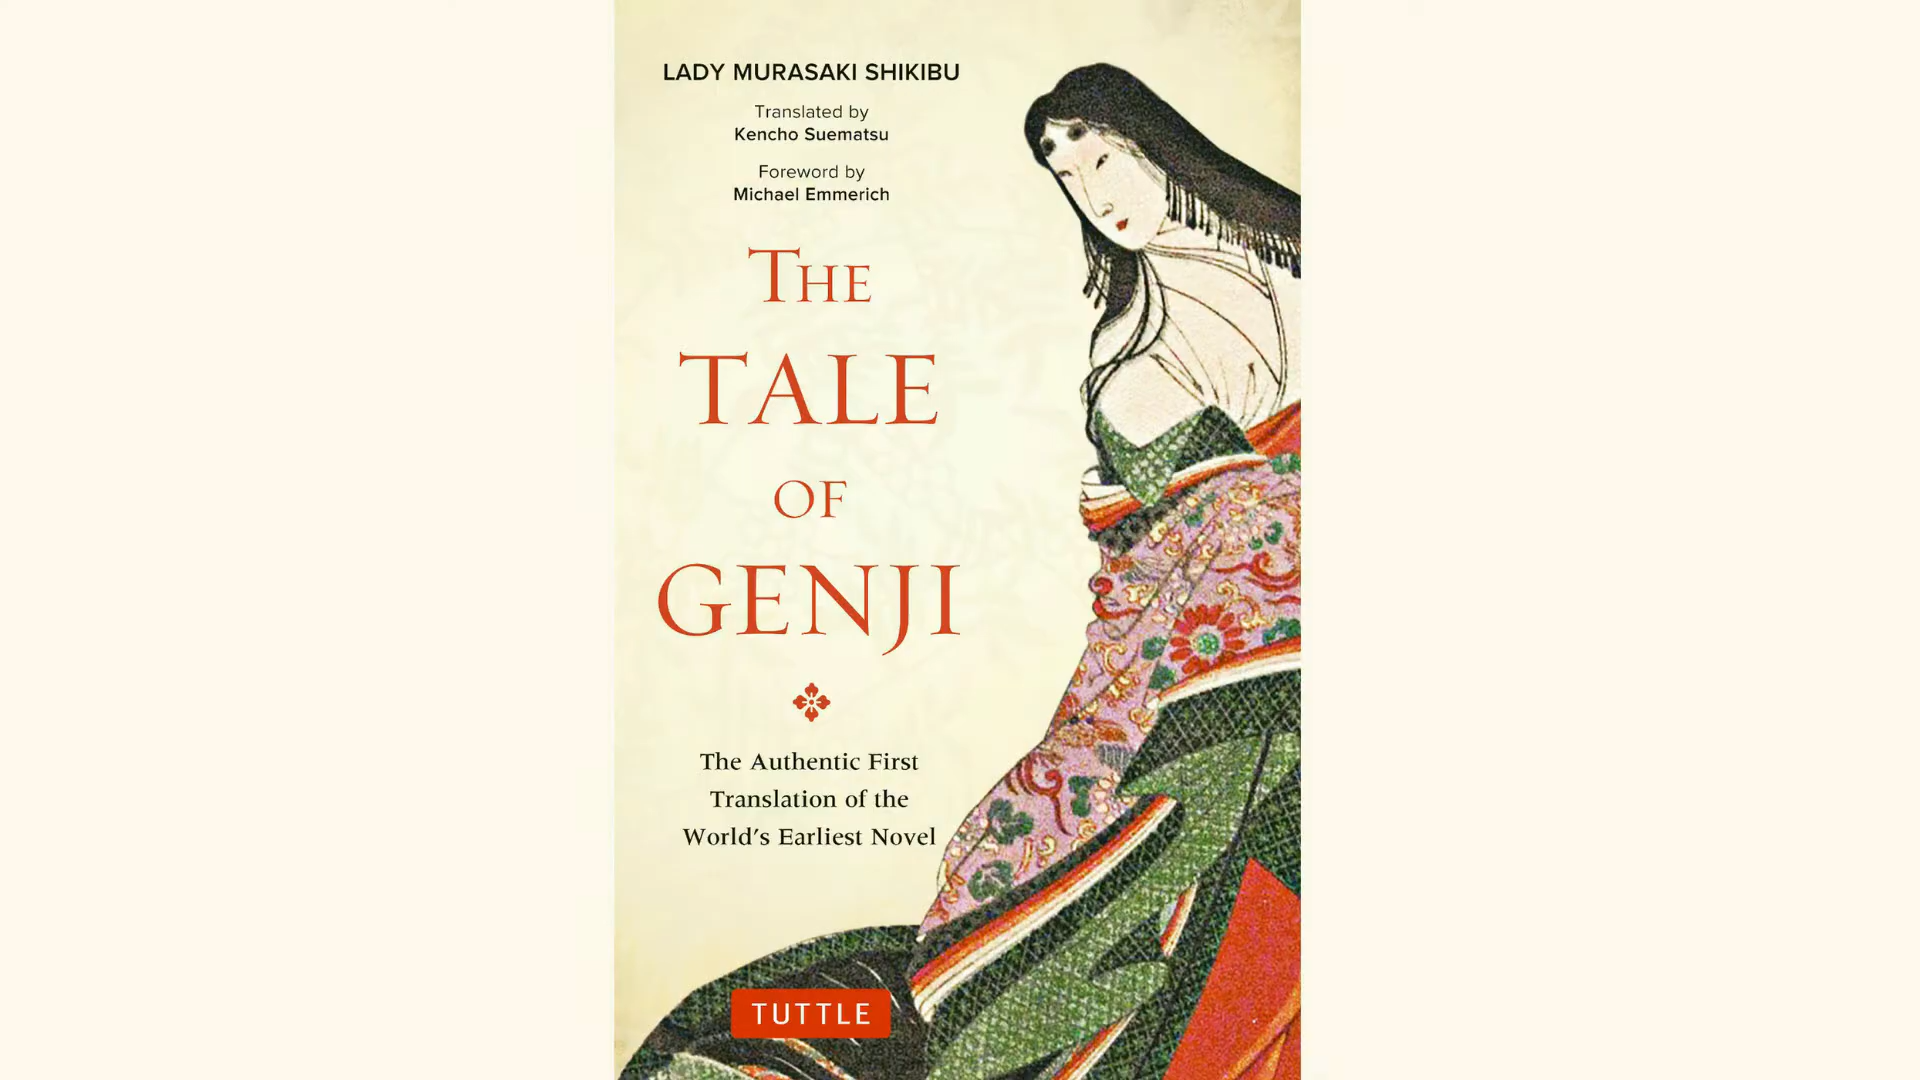 LADY MURASAKI SHIKIBU
Translated by
Kencho Suematsu
Foreword by
Michael Emmerich
THE
TALE
OF
GENJI
The Authentic First
Translation of the
World's Earliest Novel
TUTTLE